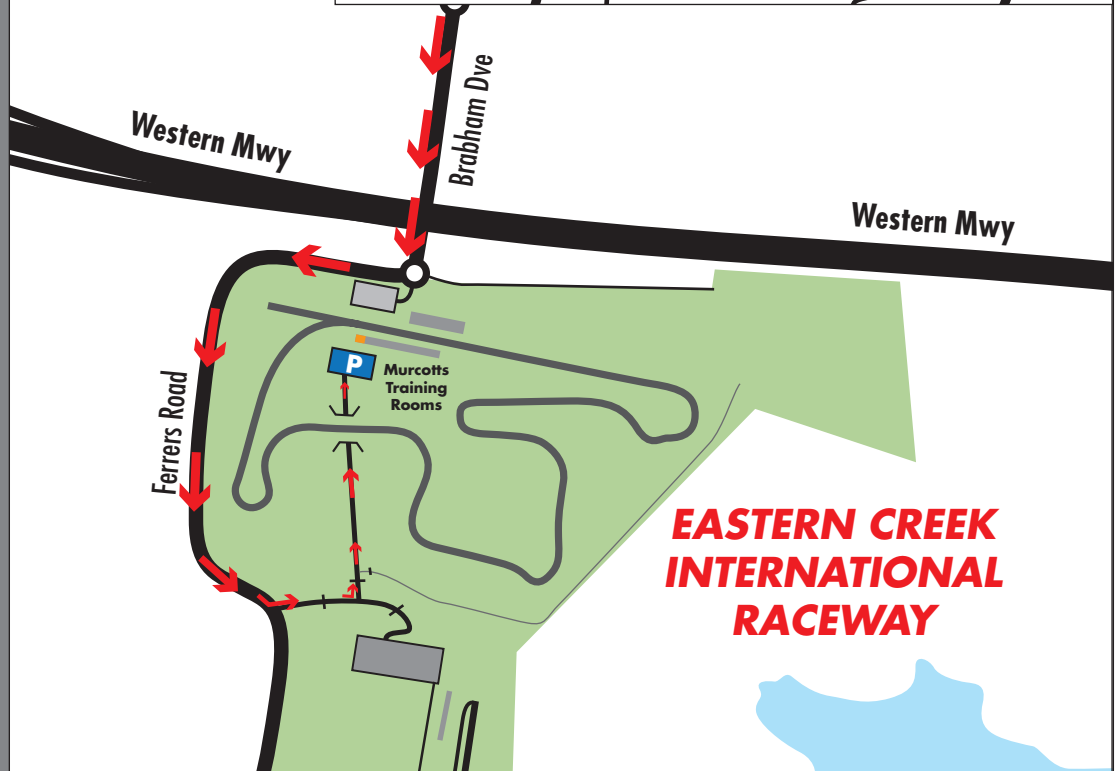 Brabham Dve
Western Mwy
Western Mwy
P
Murcotts
Training
Rooms
Ferrers Road
EASTERN CREEK
INTERNATIONAL
RACEWAY